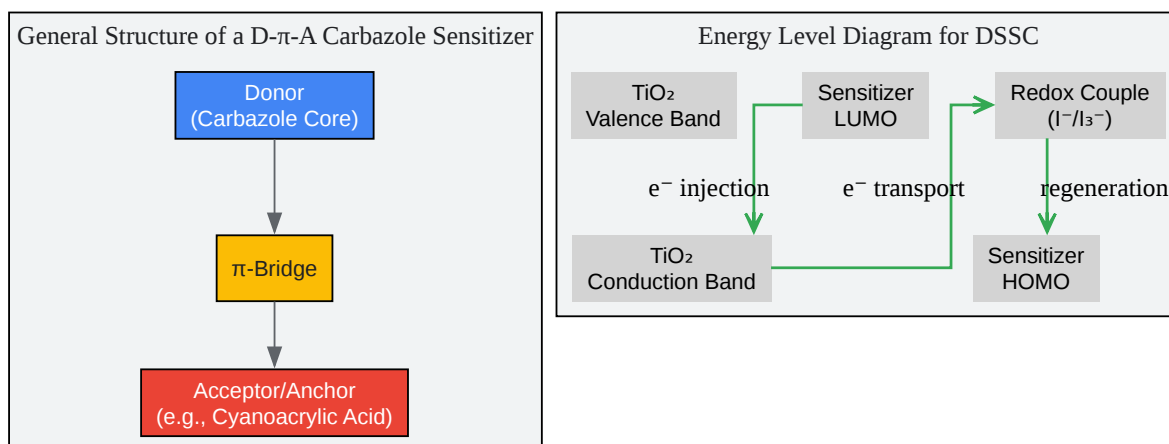 General Structure of a D-π-A Carbazole Sensitizer
Donor
(Carbazole Core)
π-Bridge
Acceptor/Anchor
(e.g., Cyanoacrylic Acid)
Energy Level Diagram for DSSC
TiO₂
Valence Band
Sensitizer
LUMO
Redox Couple
(I⁻/I₃⁻)
e⁻ injection
e⁻ transport
regeneration
TiO₂
Conduction Band
Sensitizer
HOMO